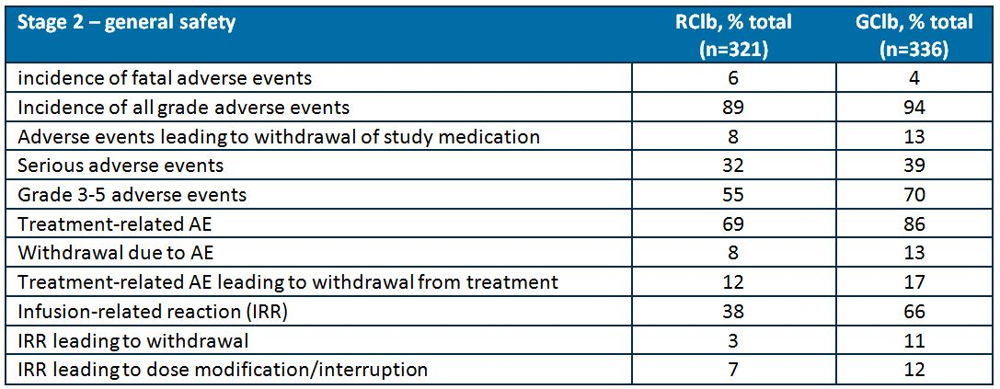 Stage 2 – general safety RClb, % total (n=321) GClb, % total (n=336)
incidence of fatal adverse events 6 4
Incidence of all grade adverse events 89 94
Adverse events leading to withdrawal of study medication 8 13
Serious adverse events 32 39
Grade 3-5 adverse events 55 70
Treatment-related AE 69 86
Withdrawal due to AE 8 13
Treatment-related AE leading to withdrawal from treatment 12 17
Infusion-related reaction (IRR) 38 66
IRR leading to withdrawal 3 11
IRR leading to dose modification/interruption 7 12